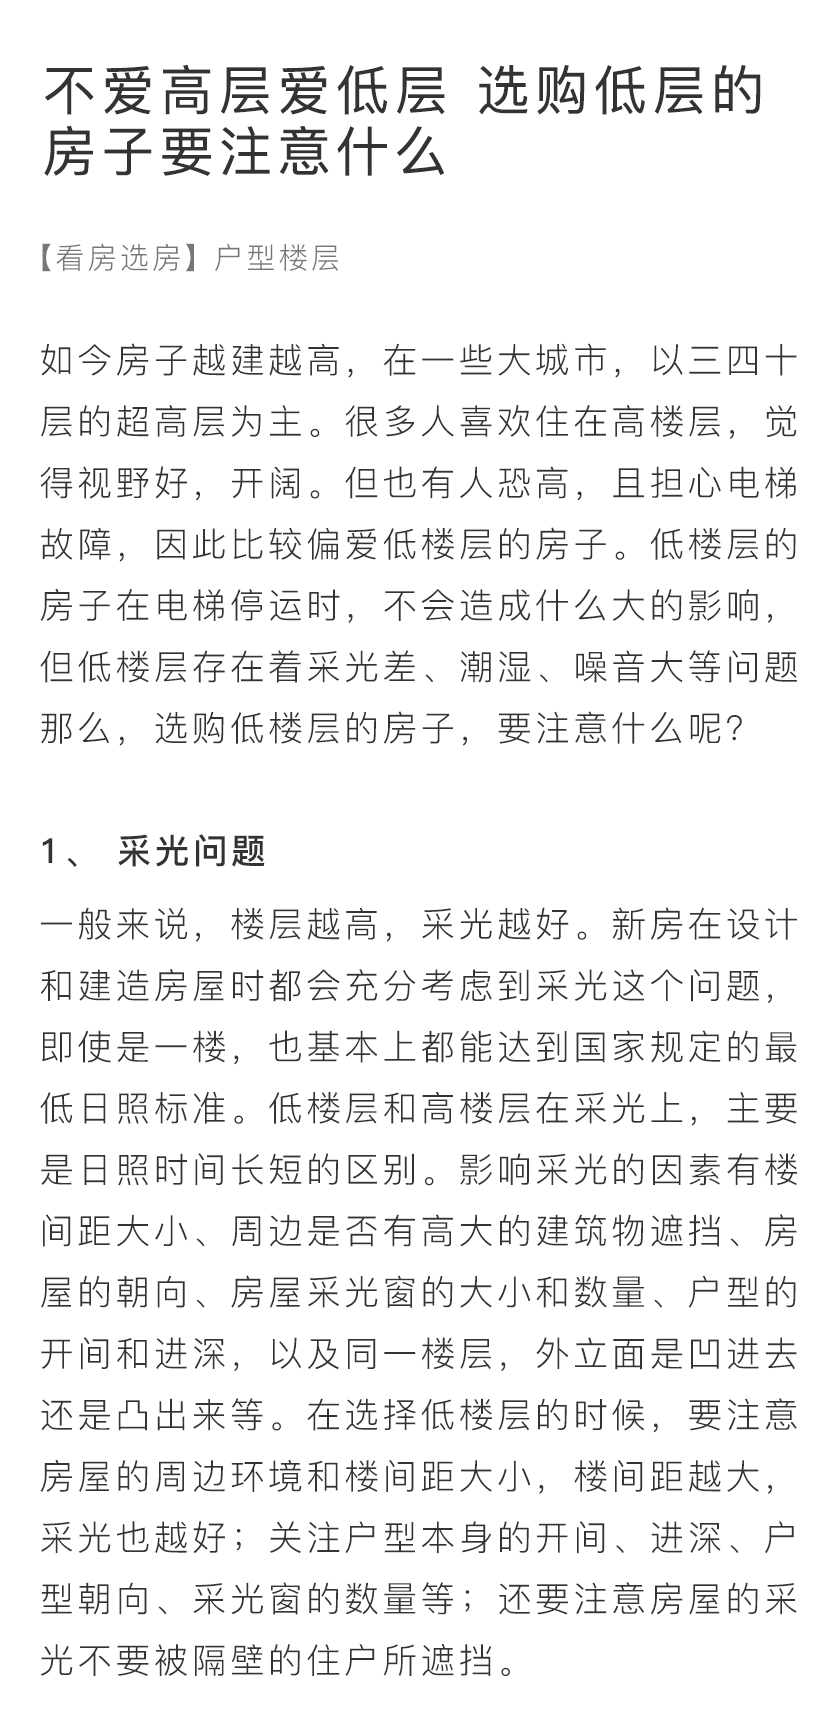 不爱高层爱低层 选购低层的
房子要注意什么
【看房选房】户型楼层
如今房子越建越高，在一些大城市，以三四十
层的超高层为主。很多人喜欢住在高楼层，觉
得视野好，开阔。但也有人恐高，且担心电梯
故障，因此比较偏爱低楼层的房子。低楼层的
房子在电梯停运时，不会造成什么大的影响，
但低楼层存在着采光差、潮湿、噪音大等问题
那么，选购低楼层的房子，要注意什么呢？
1、 采光问题
一般来说，楼层越高，采光越好。新房在设计
和建造房屋时都会充分考虑到采光这个问题，
即使是一楼，也基本上都能达到国家规定的最
低日照标准。低楼层和高楼层在采光上，主要
是日照时间长短的区别。影响采光的因素有楼
间距大小、周边是否有高大的建筑物遮挡、房
屋的朝向、房屋采光窗的大小和数量、户型的
开间和进深，以及同一楼层，外立面是凹进去
还是凸出来等。在选择低楼层的时候，要注意
房屋的周边环境和楼间距大小，楼间距越大，
采光也越好；关注户型本身的开间、进深、户
型朝向、采光窗的数量等；还要注意房屋的采
光不要被隔壁的住户所遮挡。